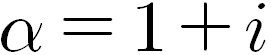 α = 1 + i